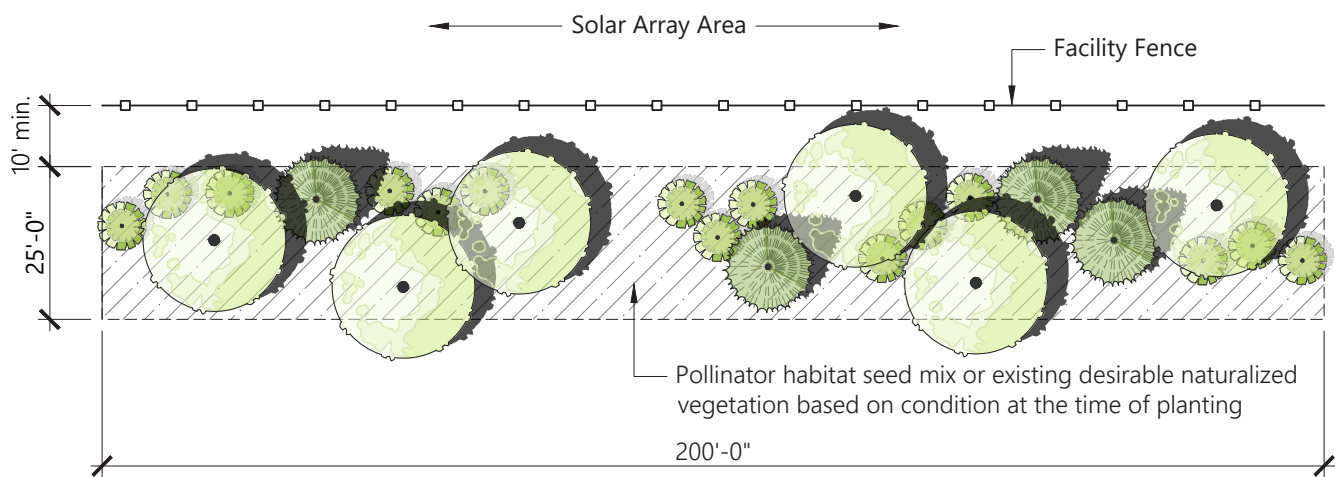 Solar Array Area
Facility Fence
10' min.
25'-0"
Pollinator habitat seed mix or existing desirable naturalized
vegetation based on condition at the time of planting
200'-0"